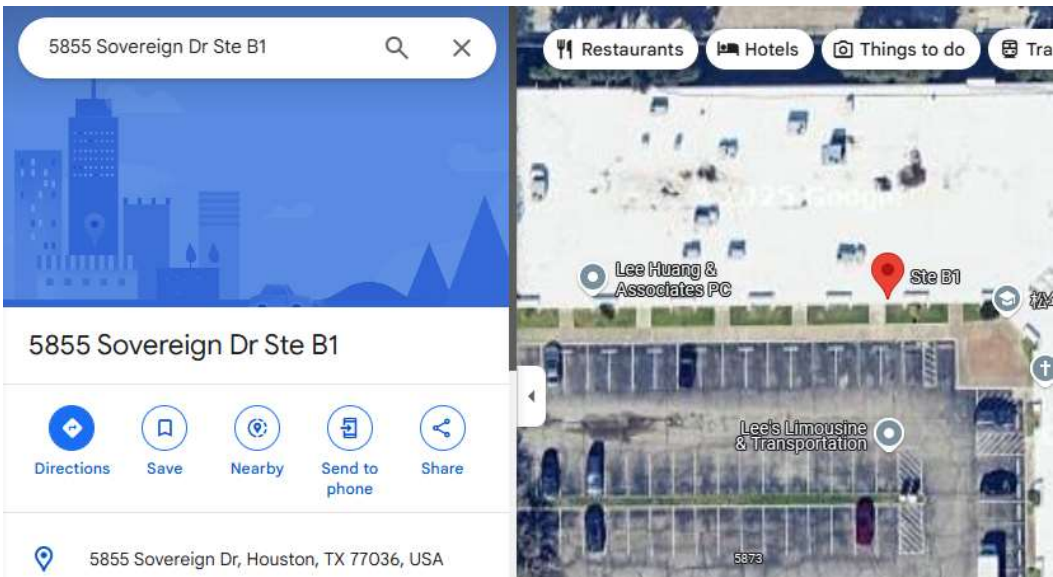 5855 Sovereign Dr Ste B1
Restaurants
Hotels
Things to do
Tra
Lee Huang &
Associates PC
Ste B1
5855 Sovereign Dr Ste B1
Directions
Save
Nearby
Send to
phone
Share
Lee's Limousine
& Transportation
5855 Sovereign Dr, Houston, TX 77036, USA
5873